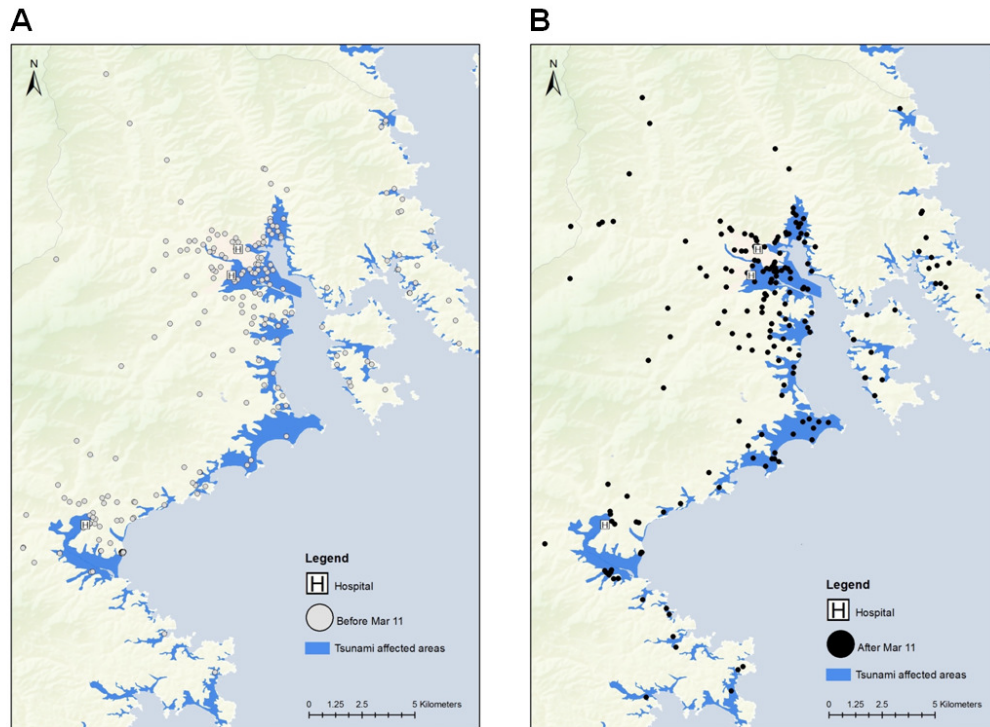 A
B
N
N
H
H
H
H
Legend
H Hospital
Before Mar 11
Tsunami affected areas
0 1.25 2.5 5 Kilometers
Legend
H Hospital
After Mar 11
Tsunami affected areas
0 1.25 2.5 5 Kilometers